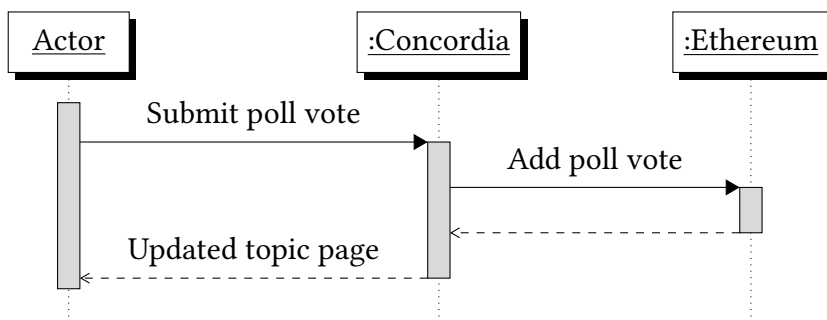 Actor
:Concordia
:Ethereum
Submit poll vote
Add poll vote
Updated topic page